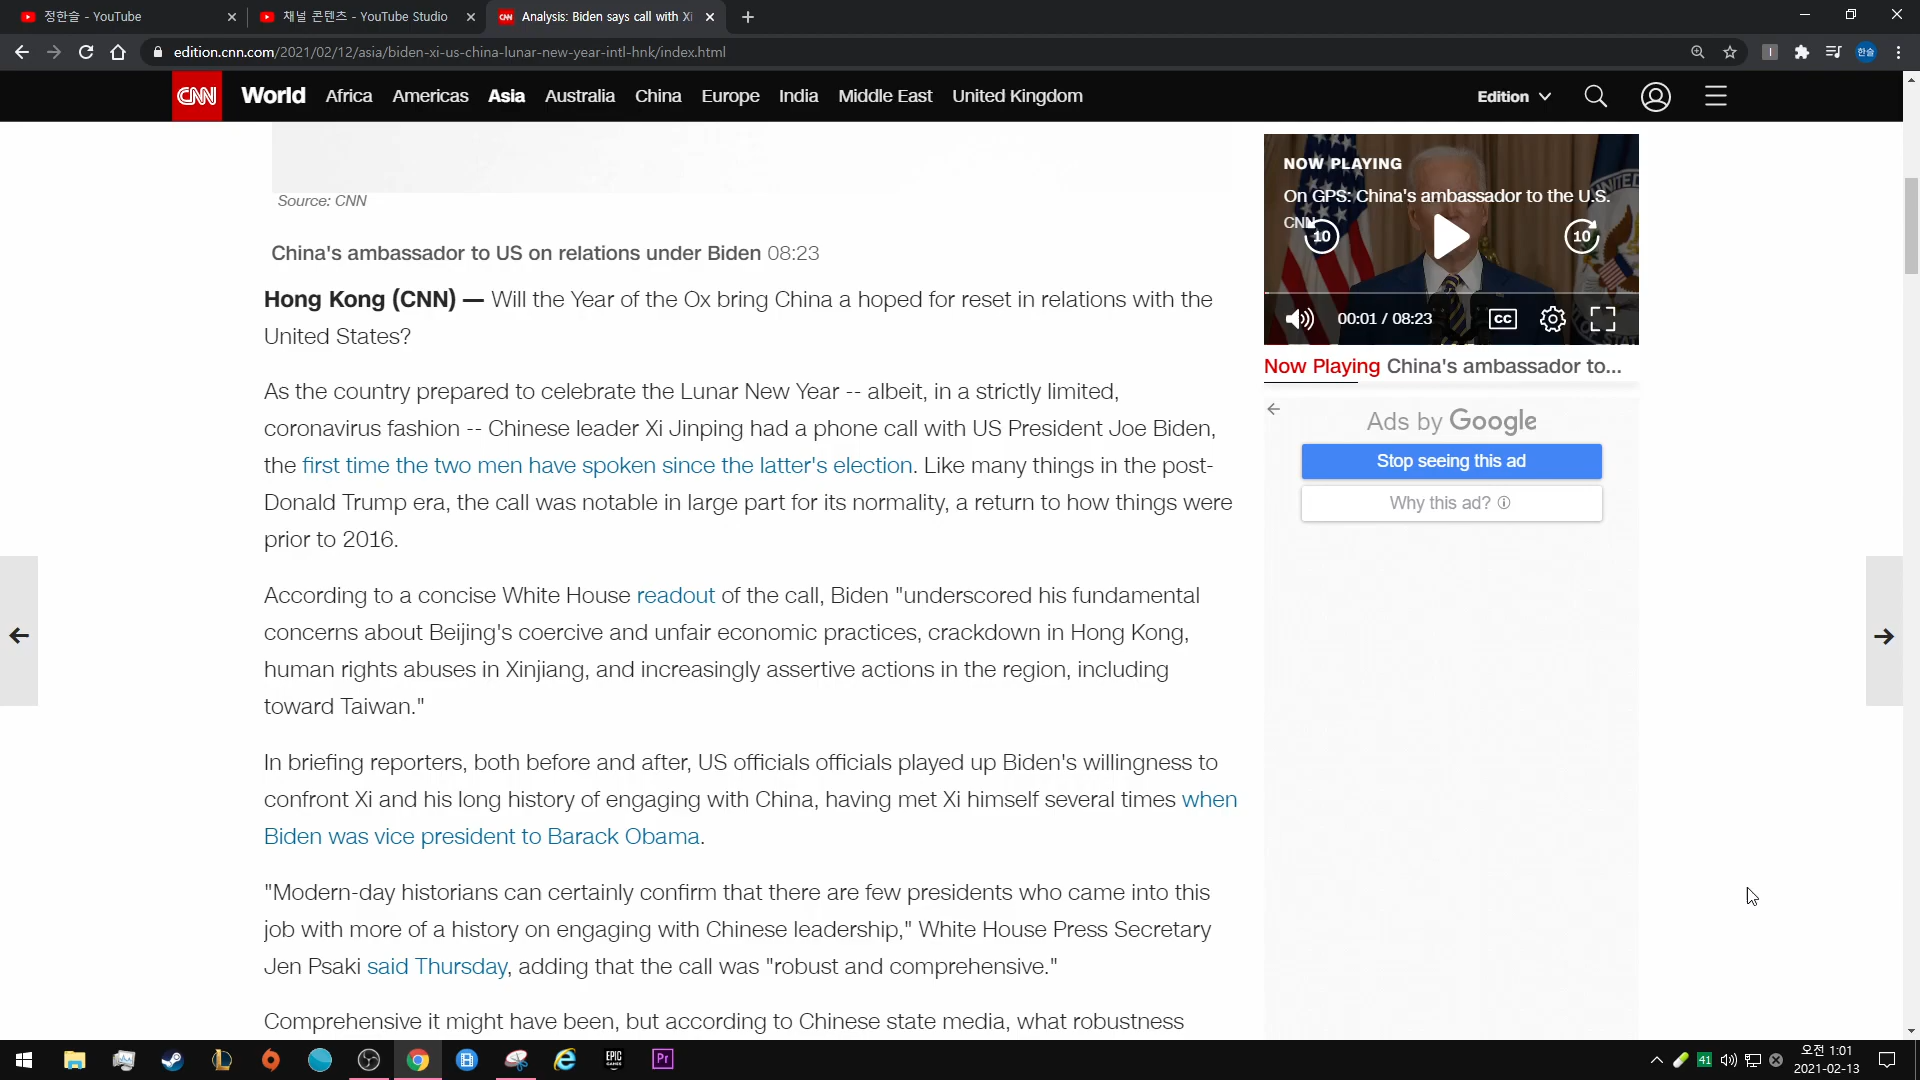 정한슬 - YouTube
채널 콘텐츠 - YouTube Studio
Analysis: Biden says call with Xi
edition.cnn.com/2021/02/12/asia/biden-xi-us-china-lunar-new-year-intl-hnk/index.html
한슬
CNN World Africa Americas Asia Australia China Europe India Middle East United Kingdom
Edition
Source: CNN
China's ambassador to US on relations under Biden 08:23
Hong Kong (CNN) — Will the Year of the Ox bring China a hoped for reset in relations with the
United States?
As the country prepared to celebrate the Lunar New Year -- albeit, in a strictly limited,
coronavirus fashion -- Chinese leader Xi Jinping had a phone call with US President Joe Biden,
the first time the two men have spoken since the latter's election. Like many things in the post-
Donald Trump era, the call was notable in large part for its normality, a return to how things were
prior to 2016.
According to a concise White House readout of the call, Biden "underscored his fundamental
concerns about Beijing's coercive and unfair economic practices, crackdown in Hong Kong,
human rights abuses in Xinjiang, and increasingly assertive actions in the region, including
toward Taiwan."
In briefing reporters, both before and after, US officials officials played up Biden's willingness to
confront Xi and his long history of engaging with China, having met Xi himself several times when
Biden was vice president to Barack Obama.
"Modern-day historians can certainly confirm that there are few presidents who came into this
job with more of a history on engaging with Chinese leadership," White House Press Secretary
Jen Psaki said Thursday, adding that the call was "robust and comprehensive."
Comprehensive it might have been, but according to Chinese state media, what robustness
NOW PLAYING
On GPS: China's ambassador to the U.S.
CNN
10
10
00:01 / 08:23
CC
Now Playing China's ambassador to...
Ads by Google
Stop seeing this ad
Why this ad?
EPIC
GAMES
Pr
41
오전 1:01
2021-02-13